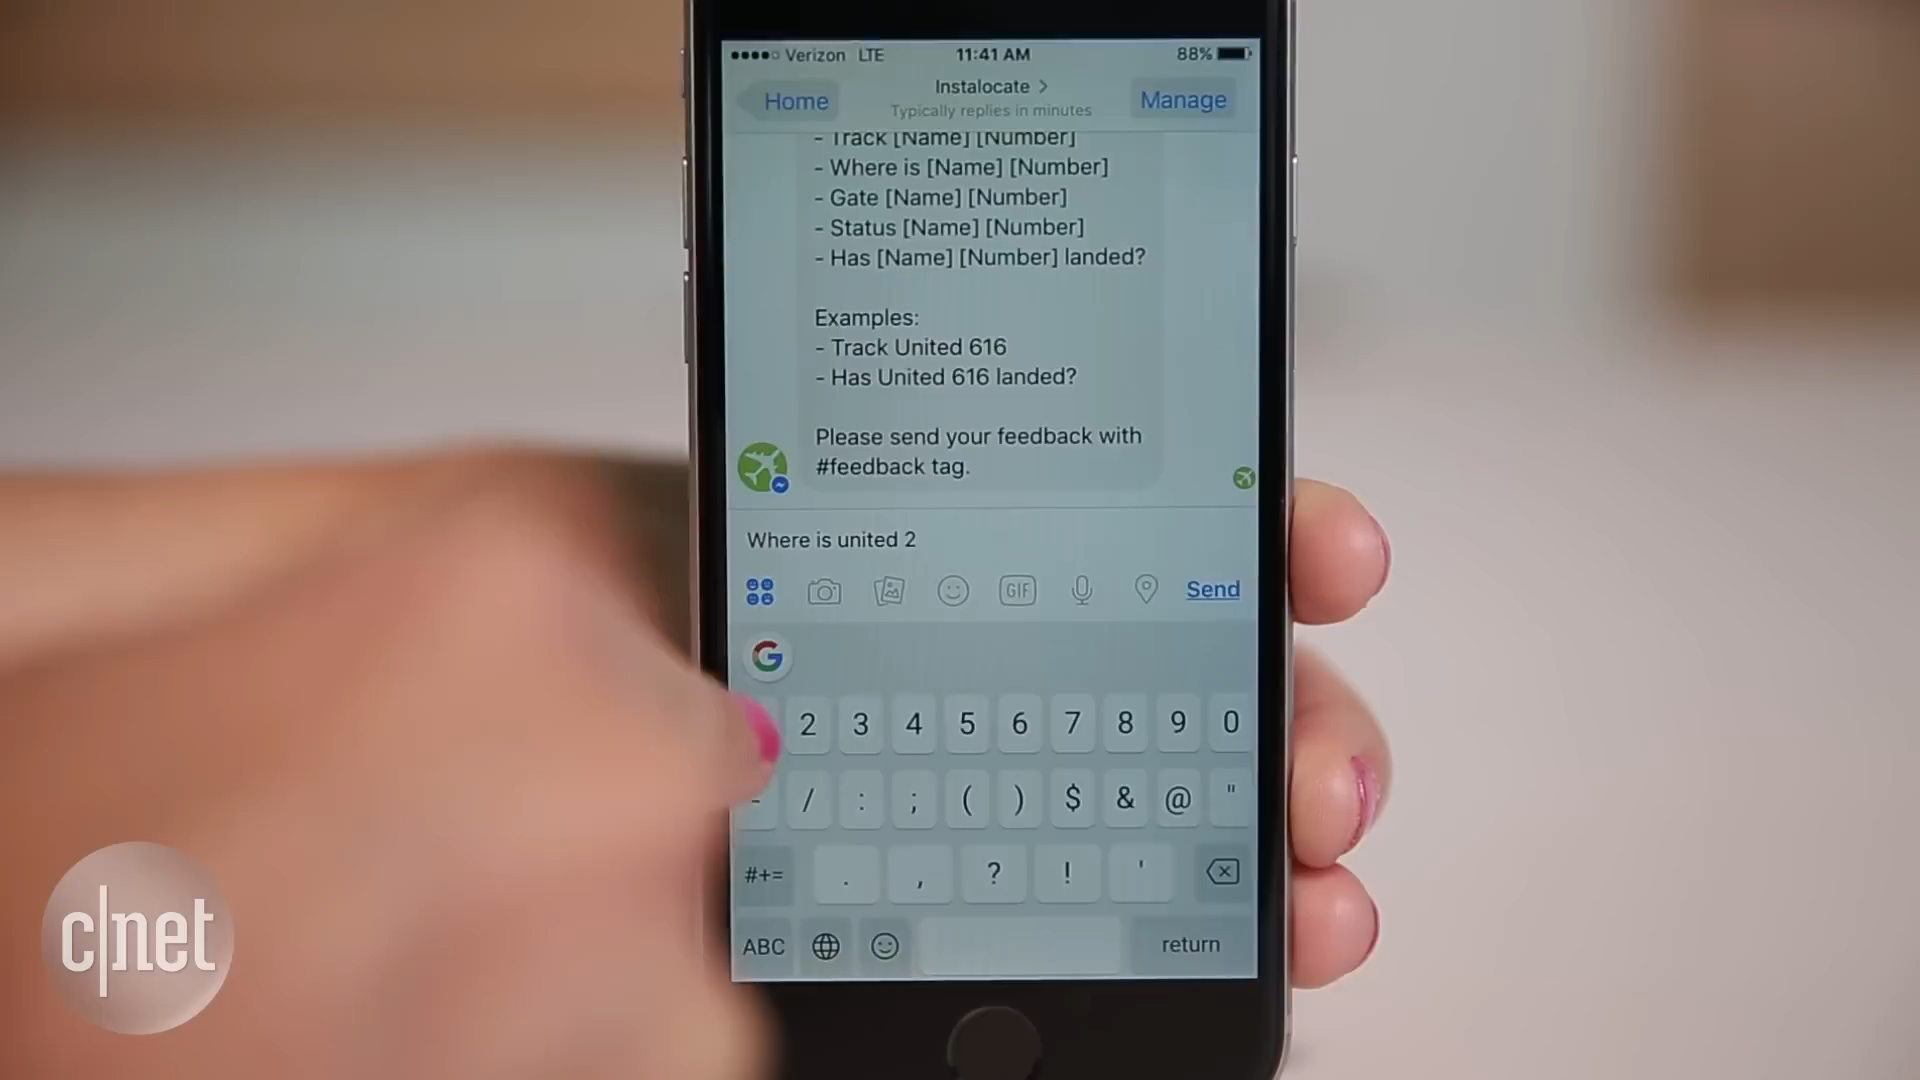 ●●●●○ Verizon LTE 11:41 AM 88%
Home Instalocate > Manage
Typically replies in minutes
- Track [Name] [Number]
- Where is [Name] [Number]
- Gate [Name] [Number]
- Status [Name] [Number]
- Has [Name] [Number] landed?
Examples:
- Track United 616
- Has United 616 landed?
Please send your feedback with
#feedback tag.
Where is united 2
GIF Send
G
2 3 4 5 6 7 8 9 0
- / : ; ( ) $ & @ "
#+= . , ? ! '
ABC return
c|net